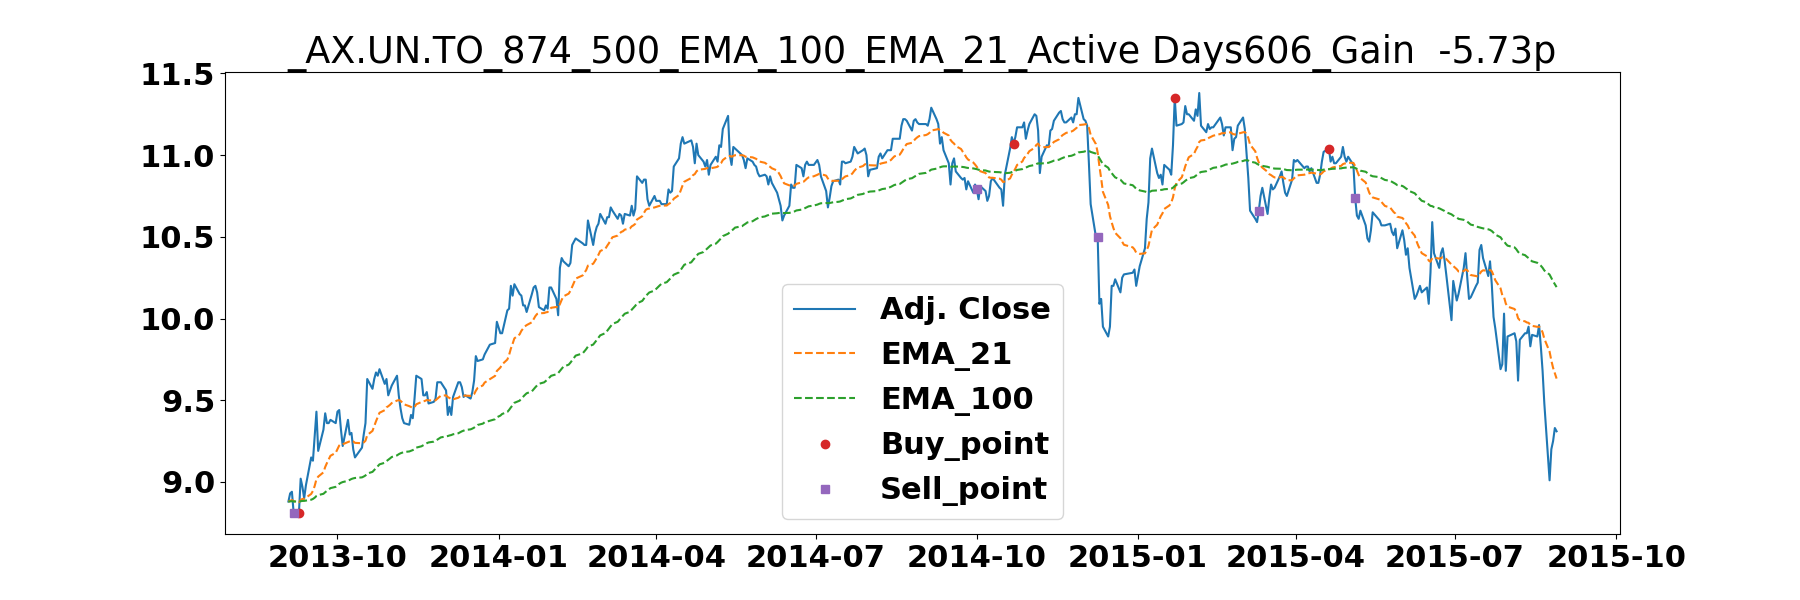 _AX.UN.TO_874_500_EMA_100_EMA_21_Active Days606_Gain  -5.73p
11.5
11.0
10.5
10.0
9.5
9.0
Adj. Close
EMA_21
EMA_100
Buy_point
Sell_point
2013-10 2014-01 2014-04 2014-07 2014-10 2015-01 2015-04 2015-07 2015-10